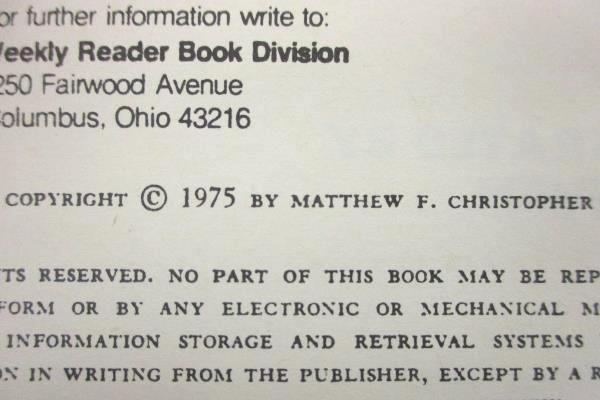 or further information write to:
eekly Reader Book Division
250 Fairwood Avenue
olumbus, Ohio 43216
COPYRIGHT © 1975 BY MATTHEW F. CHRISTOPHER
TS RESERVED. NO PART OF THIS BOOK MAY BE REP
FORM OR BY ANY ELECTRONIC OR MECHANICAL M
INFORMATION STORAGE AND RETRIEVAL SYSTEMS
ON IN WRITING FROM THE PUBLISHER, EXCEPT BY A R